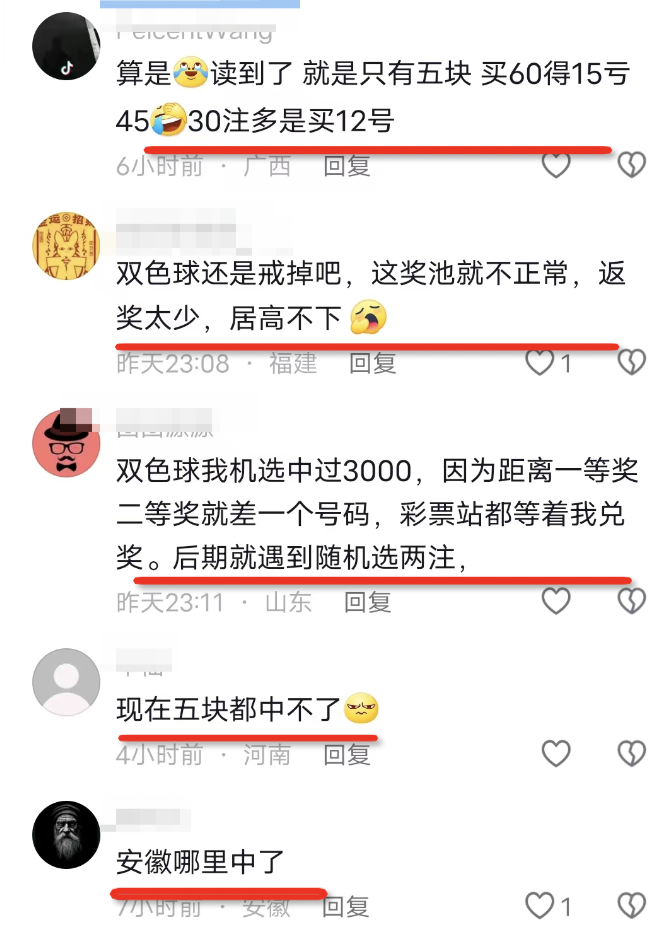 算是😂读到了 就是只有五块 买60得15亏
45🤣30注多是买12号
6小时前 · 广西 回复
双色球还是戒掉吧，这奖池就不正常，返
奖太少，居高不下🥱
昨天23:08 · 福建 回复
1
双色球我机选中过3000，因为距离一等奖
二等奖就差一个号码，彩票站都等着我兑
奖。后期就遇到随机选两注，
昨天23:11 · 山东 回复
现在五块都中不了
4小时前 · 河南 回复
安徽哪里中了
7小时前 · 安徽 回复
1